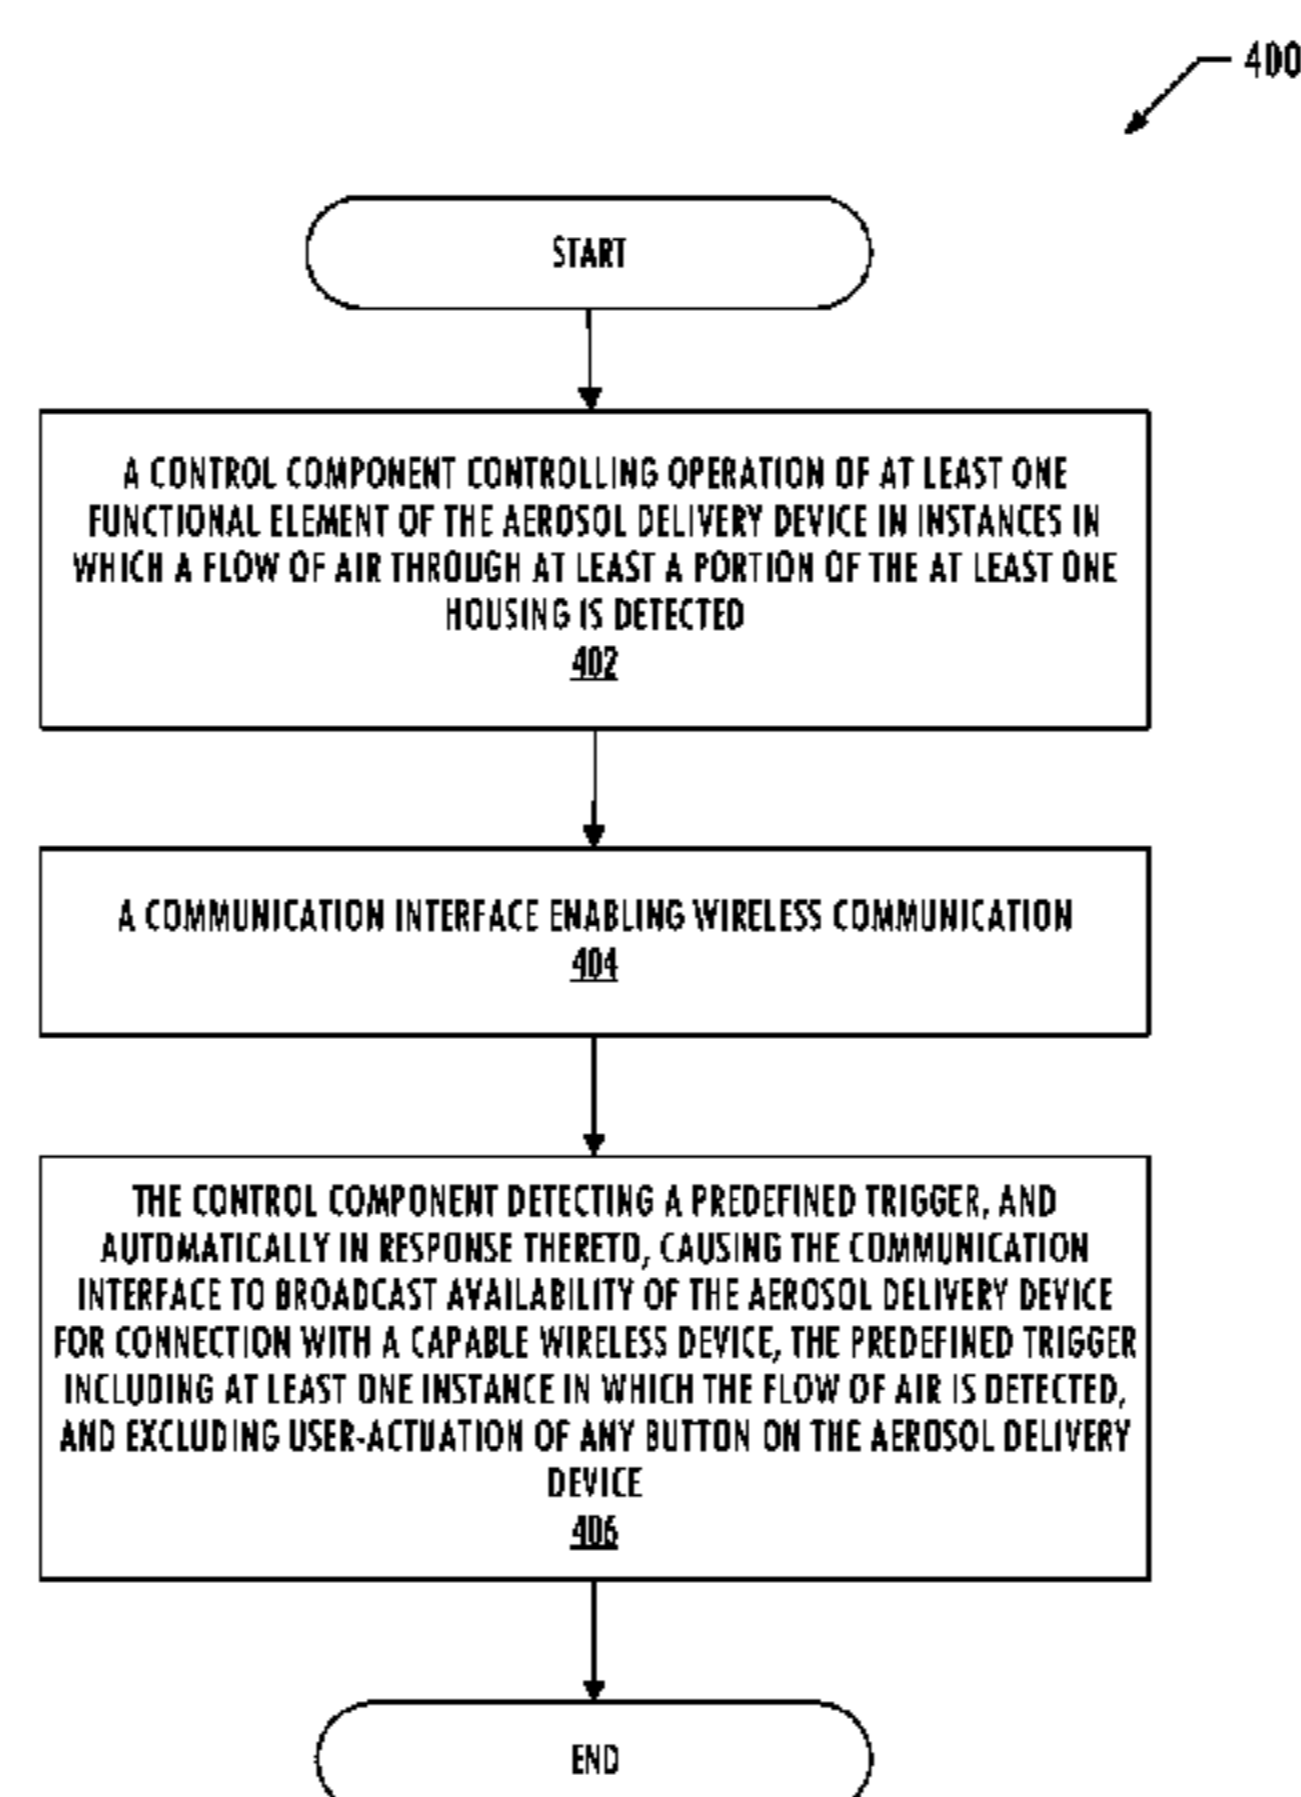 400
START
A CONTROL COMPONENT CONTROLLING OPERATION OF AT LEAST ONE
FUNCTIONAL ELEMENT OF THE AEROSOL DELIVERY DEVICE IN INSTANCES IN
WHICH A FLOW OF AIR THROUGH AT LEAST A PORTION OF THE AT LEAST ONE
HOUSING IS DETECTED
402
A COMMUNICATION INTERFACE ENABLING WIRELESS COMMUNICATION
404
THE CONTROL COMPONENT DETECTING A PREDEFINED TRIGGER, AND
AUTOMATICALLY IN RESPONSE THERETO, CAUSING THE COMMUNICATION
INTERFACE TO BROADCAST AVAILABILITY OF THE AEROSOL DELIVERY DEVICE
FOR CONNECTION WITH A CAPABLE WIRELESS DEVICE, THE PREDEFINED TRIGGER
INCLUDING AT LEAST ONE INSTANCE IN WHICH THE FLOW OF AIR IS DETECTED,
AND EXCLUDING USER-ACTUATION OF ANY BUTTON ON THE AEROSOL DELIVERY
DEVICE
406
END